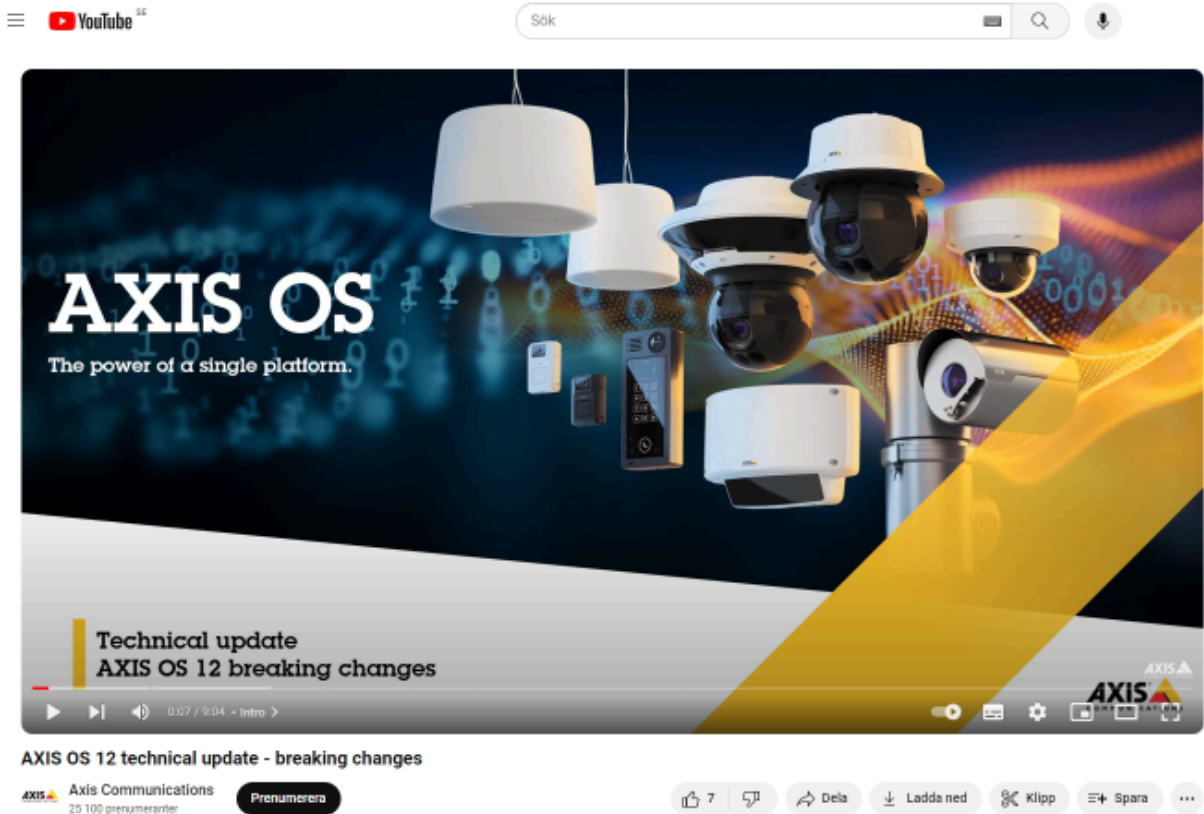 YouTube SE
Sök
AXIS OS
The power of a single platform.
Technical update
AXIS OS 12 breaking changes
AXIS
AXIS
COMMUNICATIONS
0:07 / 9:04 • Intro >
AXIS OS 12 technical update - breaking changes
AXIS
Axis Communications
25 100 prenumeranter
Prenumerera
7
Dela
Ladda ned
Klipp
Spara